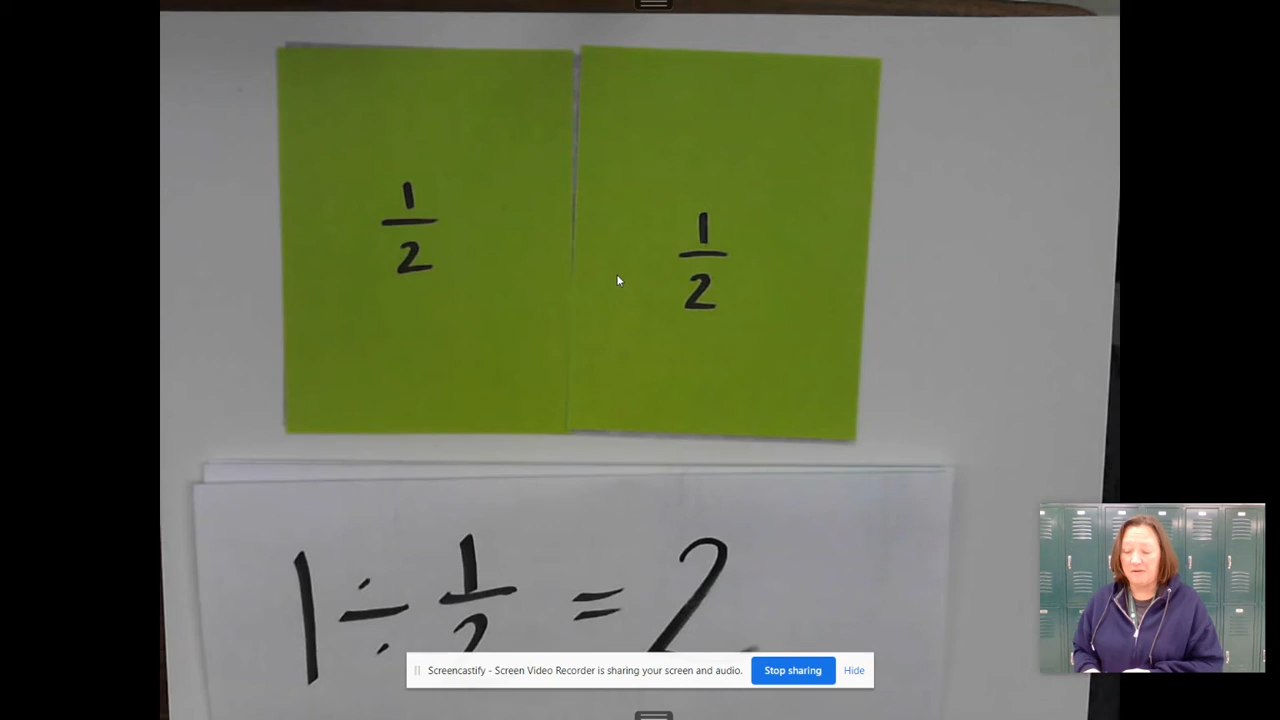 1/2
1/2
1 ÷ 1/2 = 2
Screencastify - Screen Video Recorder is sharing your screen and audio.
Stop sharing
Hide